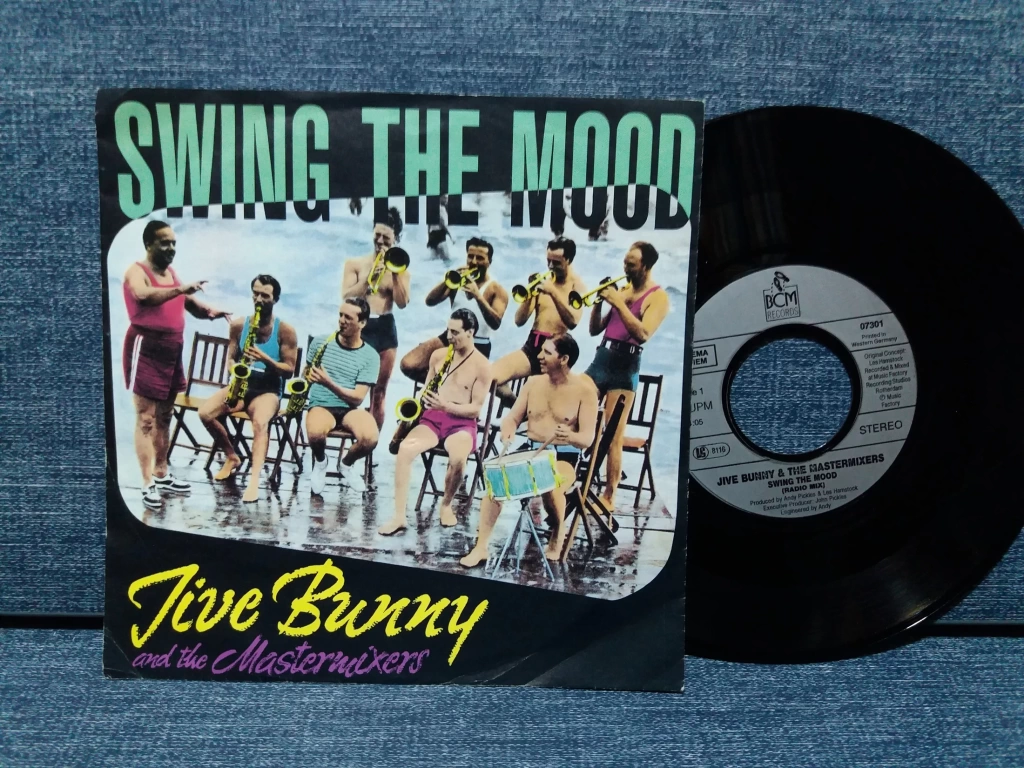 SWING THE MOOD
Jive Bunny
and the Mastermixers
BCM
RECORDS
07301
Printed in
Western Germany
Original Concept:
Les Hemstock
Recorded & Mixed
at Music Factory
Recording Studios
Rotherham
℗ Music
Factory
STEREO
1
:05
JIVE BUNNY & THE MASTERMIXERS
SWING THE MOOD
(RADIO MIX)
Produced by Andy Pickles & Les Hemstock
Executive Producer: John Pickles
Engineered by Andy